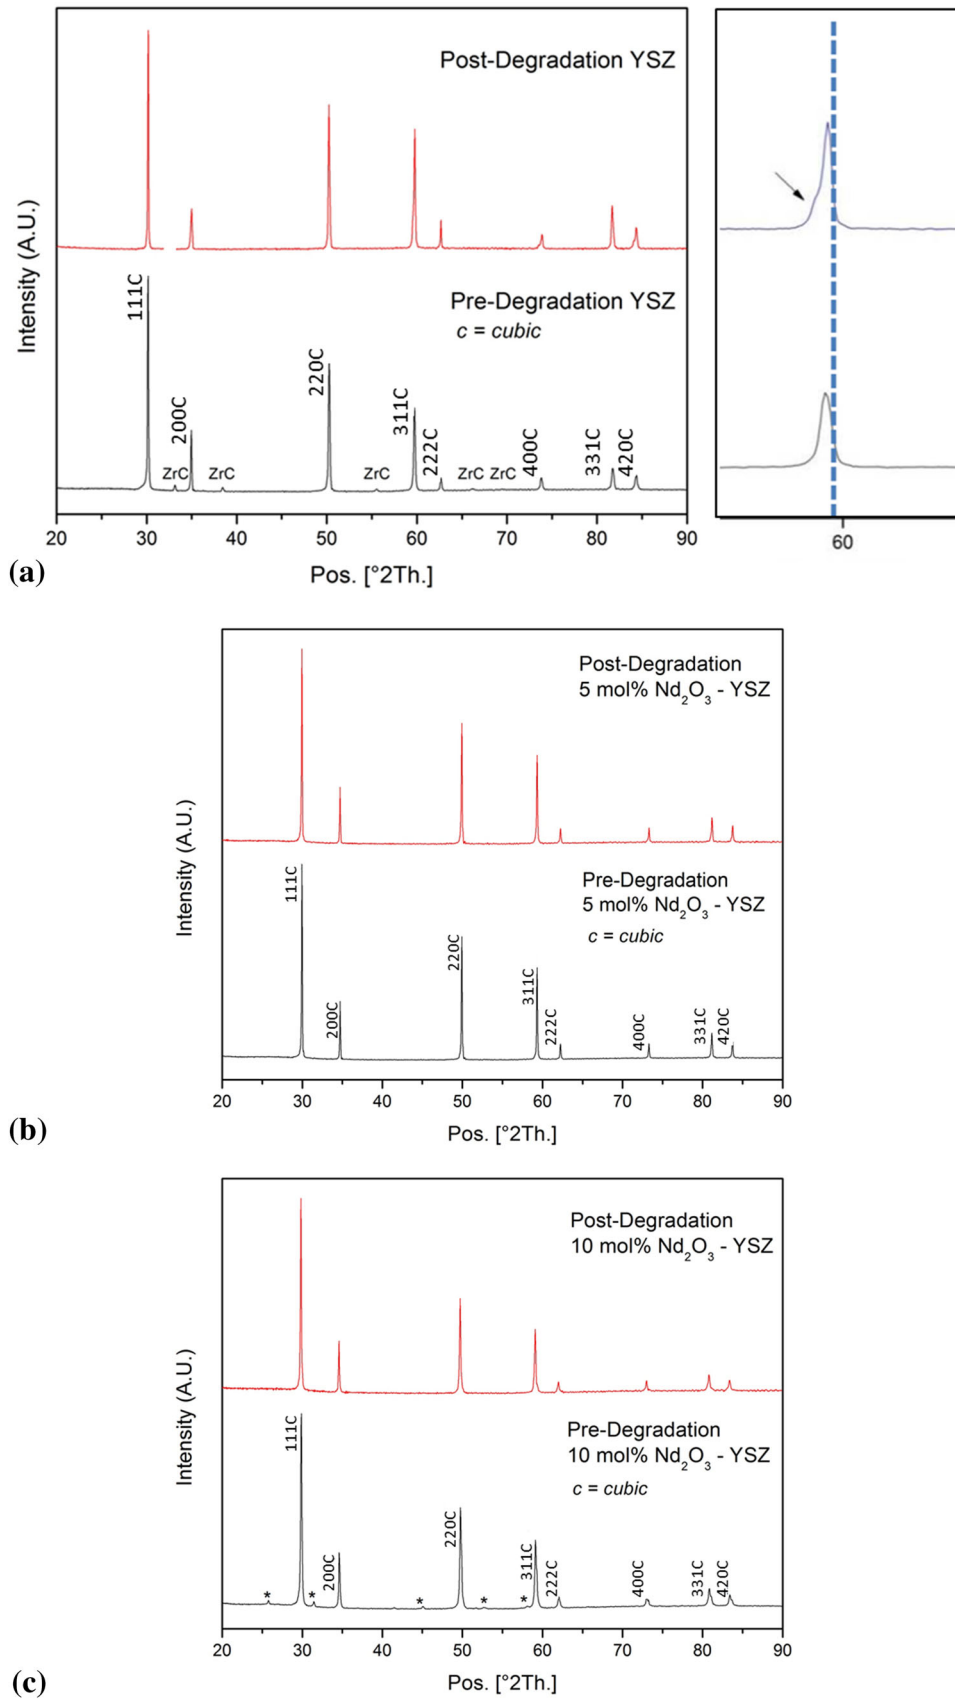 Post-Degradation YSZ
Intensity (A.U.)
111C
200C
220C
311C
222C
400C
331C
420C
Pre-Degradation YSZ
c = cubic
ZrC ZrC ZrC ZrC ZrC
20 30 40 50 60 70 80 90
Pos. [°2Th.]
60
(a)
Post-Degradation
5 mol% Nd₂O₃ - YSZ
Intensity (A.U.)
Pre-Degradation
5 mol% Nd₂O₃ - YSZ
c = cubic
111C
200C
220C
311C
222C
400C
331C
420C
20 30 40 50 60 70 80 90
Pos. [°2Th.]
(b)
Post-Degradation
10 mol% Nd₂O₃ - YSZ
Intensity (A.U.)
Pre-Degradation
10 mol% Nd₂O₃ - YSZ
c = cubic
111C
200C
220C
311C
222C
400C
331C
420C
* * * * *
20 30 40 50 60 70 80 90
Pos. [°2Th.]
(c)